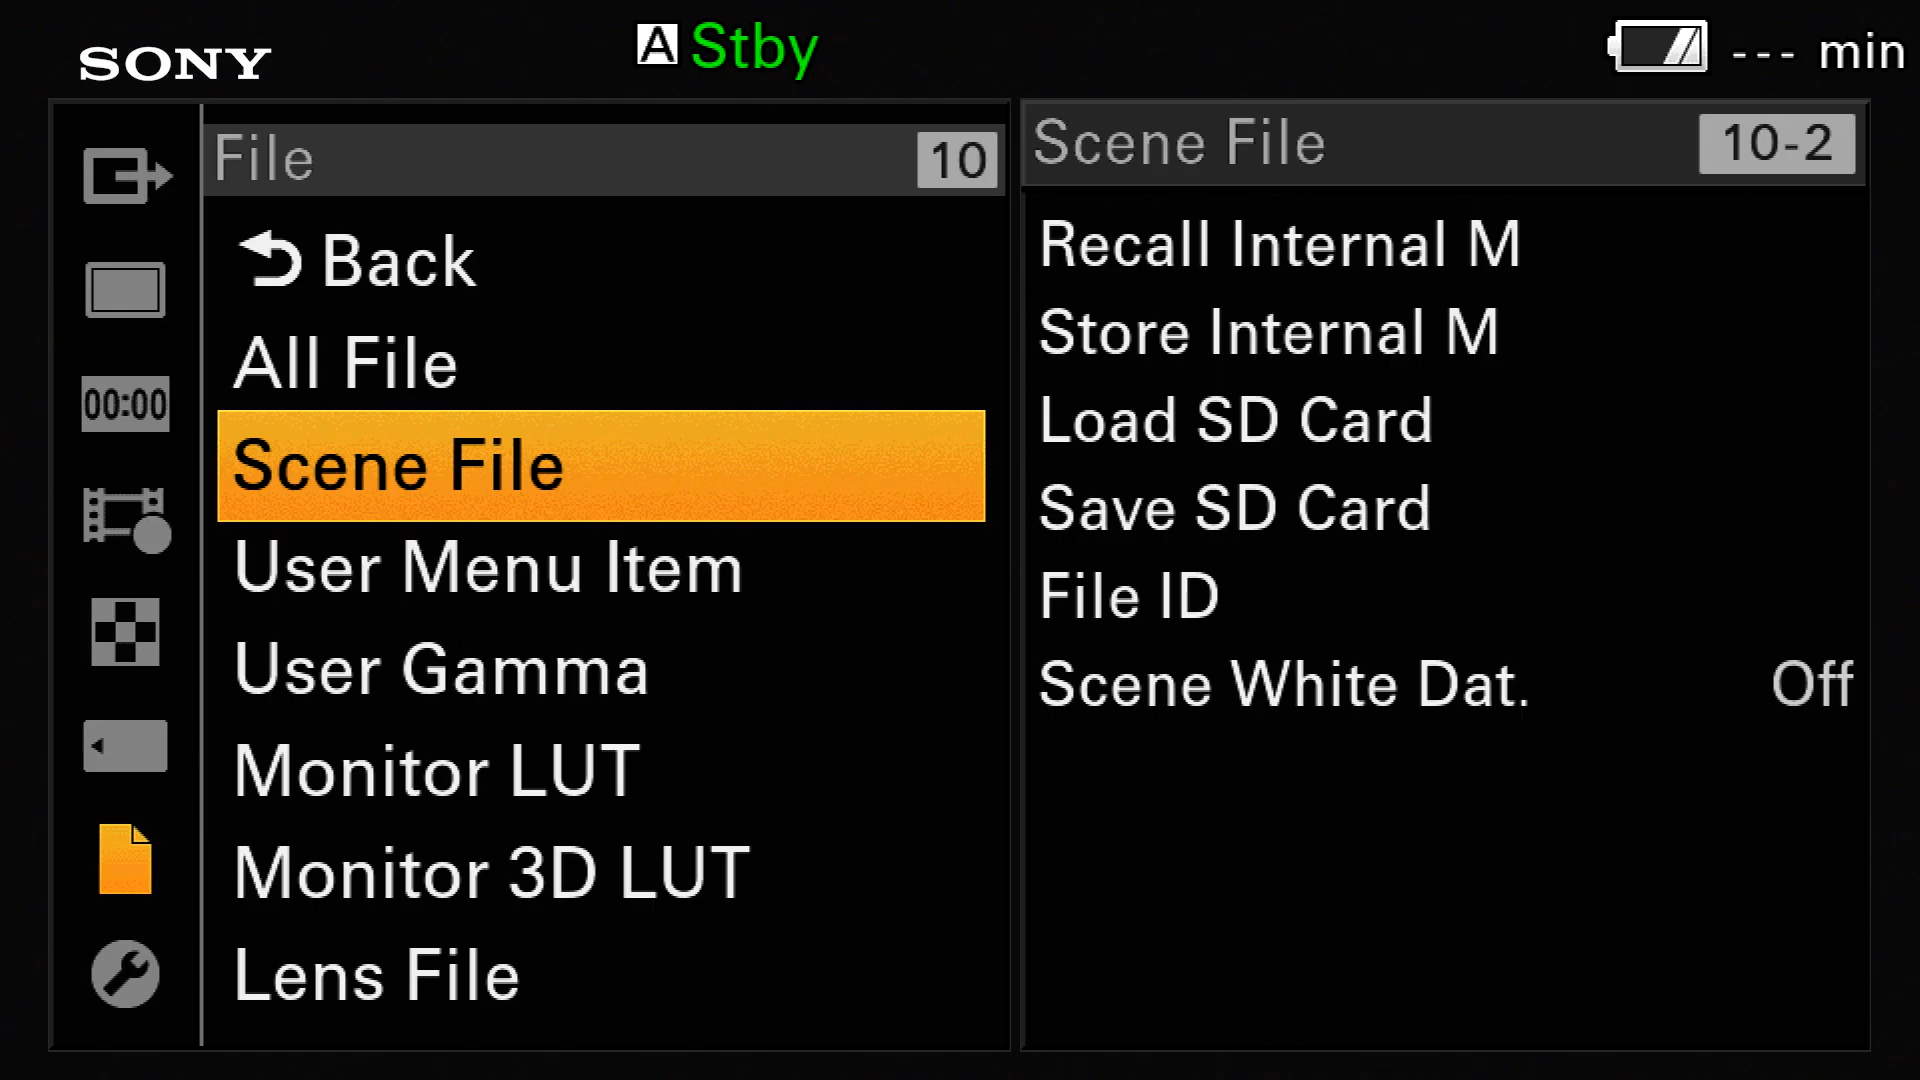 SONY
A Stby
--- min
File 10
Back
All File
Scene File
User Menu Item
User Gamma
Monitor LUT
Monitor 3D LUT
Lens File
00:00
Scene File 10-2
Recall Internal M
Store Internal M
Load SD Card
Save SD Card
File ID
Scene White Dat. Off